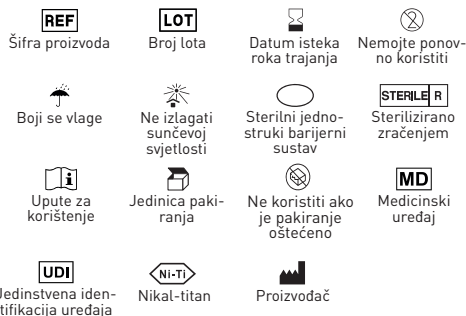 REF
LOT
Šifra proizvoda
Broj lota
Datum isteka
roka trajanja
2
Nemojte ponov-
no koristiti
Boji se vlage
Ne izlagati
sunčevoj
svjetlosti
Sterilni jedno-
struki barijerni
sustav
STERILE R
Sterilizirano
zračenjem
i
Upute za
korištenje
Jedinica paki-
ranja
Ne koristiti ako
je pakiranje
oštećeno
MD
Medicinski
uređaj
UDI
Jedinstvena iden-
tifikacija uređaja
Ni-Ti
Nikal-titan
Proizvođač